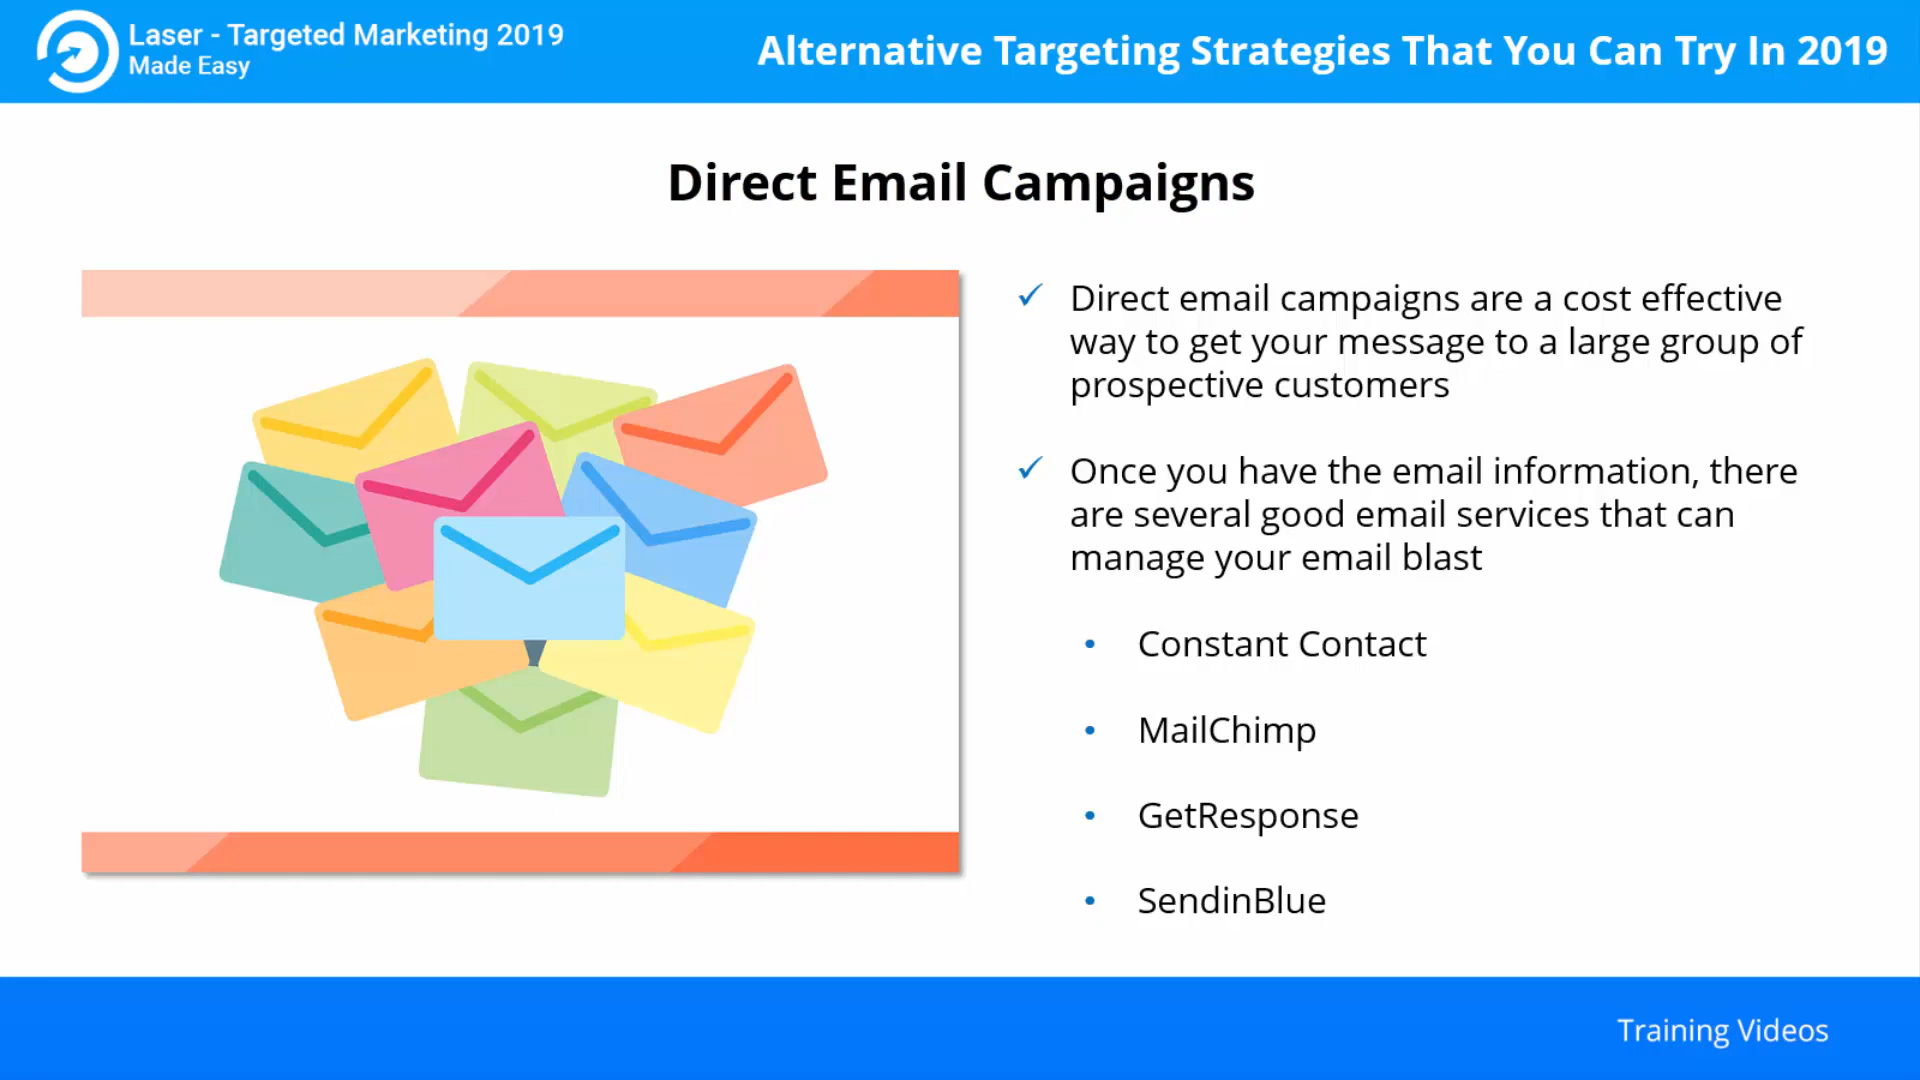 Laser - Targeted Marketing 2019
Made Easy
Alternative Targeting Strategies That You Can Try In 2019
Direct Email Campaigns
Direct email campaigns are a cost effective
way to get your message to a large group of
prospective customers
Once you have the email information, there
are several good email services that can
manage your email blast
Constant Contact
MailChimp
GetResponse
SendinBlue
Training Videos